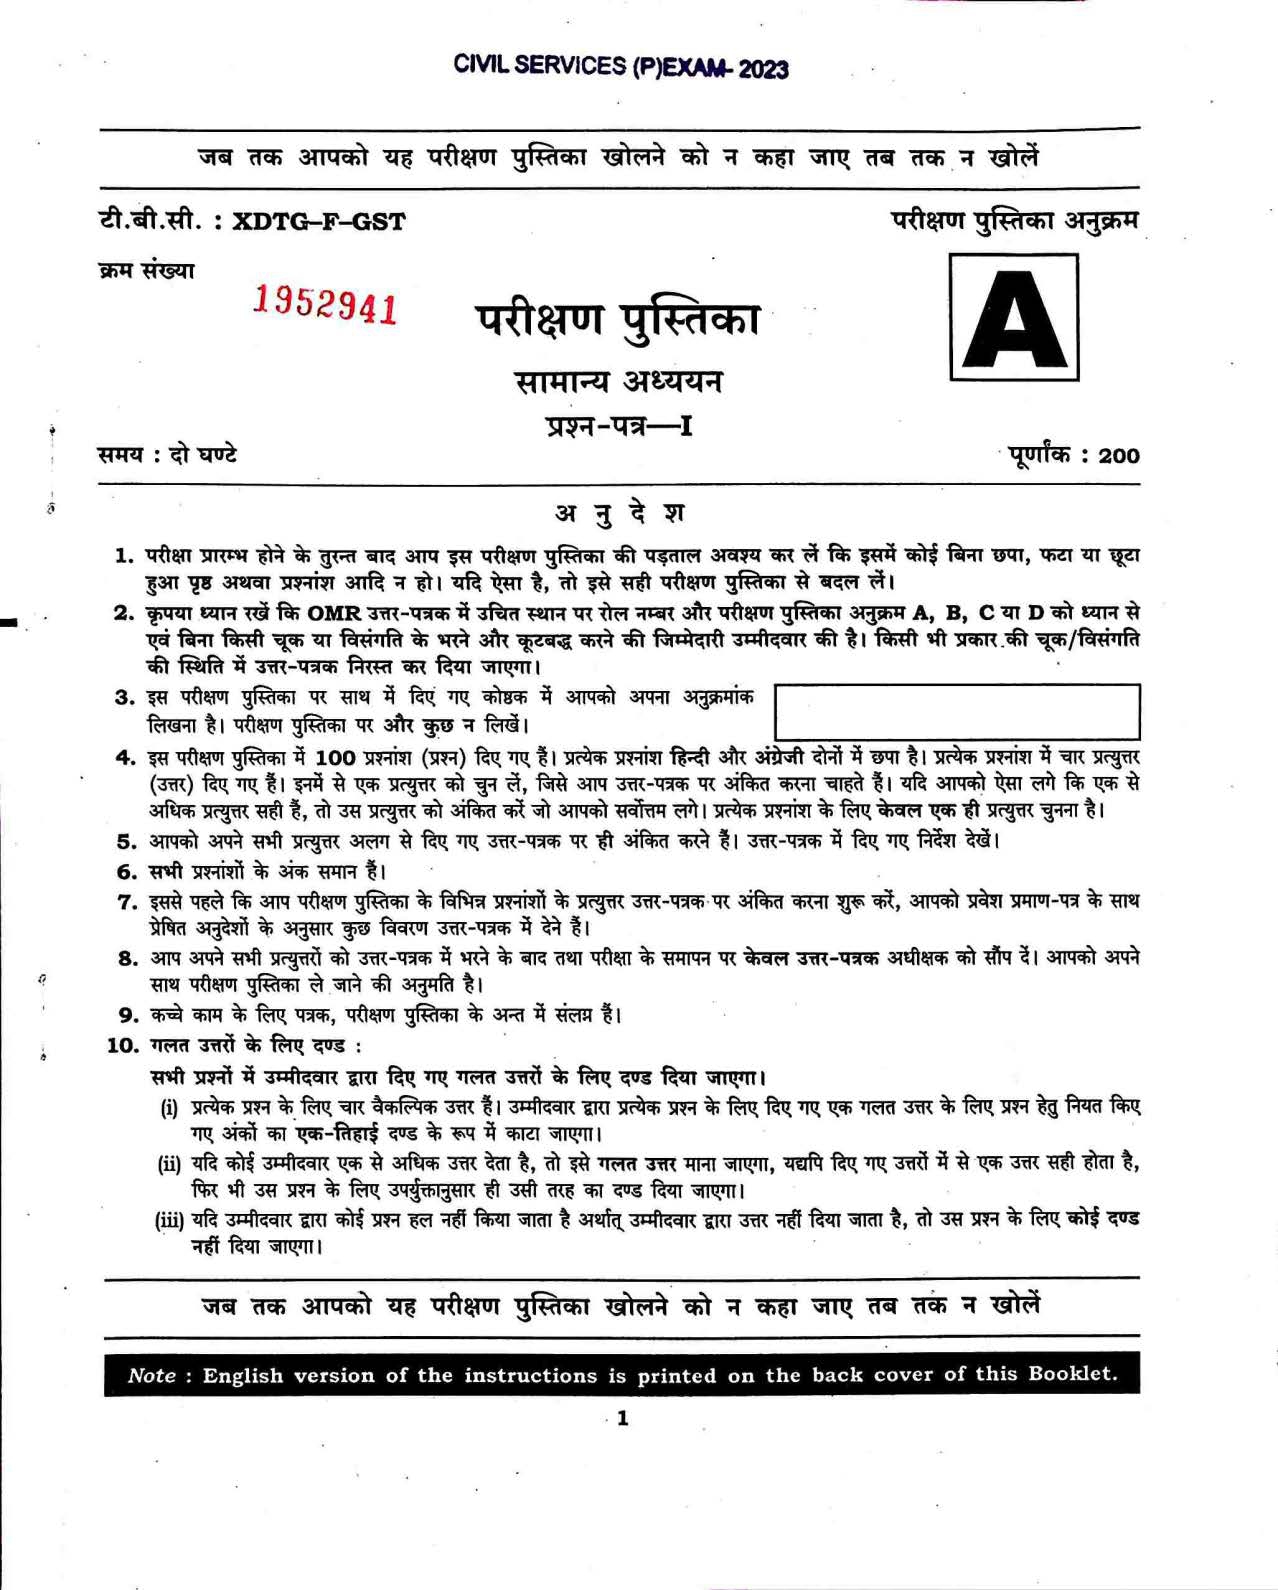 CIVIL SERVICES (P)EXAM- 2023
जब तक आपको यह परीक्षण पुस्तिका खोलने को न कहा जाए तब तक न खोलें
टी.बी.सी. : XDTG–F–GST
परीक्षण पुस्तिका अनुक्रम
क्रम संख्या
1952941
A
परीक्षण पुस्तिका
सामान्य अध्ययन
प्रश्न-पत्र—I
समय : दो घण्टे
पूर्णांक : 200
अ नु दे श
1. परीक्षा प्रारम्भ होने के तुरन्त बाद आप इस परीक्षण पुस्तिका की पड़ताल अवश्य कर लें कि इसमें कोई बिना छपा, फटा या छूटा
हुआ पृष्ठ अथवा प्रश्नांश आदि न हो। यदि ऐसा है, तो इसे सही परीक्षण पुस्तिका से बदल लें।
2. कृपया ध्यान रखें कि OMR उत्तर-पत्रक में उचित स्थान पर रोल नम्बर और परीक्षण पुस्तिका अनुक्रम A, B, C या D को ध्यान से
एवं बिना किसी चूक या विसंगति के भरने और कूटबद्ध करने की जिम्मेदारी उम्मीदवार की है। किसी भी प्रकार की चूक/विसंगति
की स्थिति में उत्तर-पत्रक निरस्त कर दिया जाएगा।
3. इस परीक्षण पुस्तिका पर साथ में दिए गए कोष्ठक में आपको अपना अनुक्रमांक
लिखना है। परीक्षण पुस्तिका पर और कुछ न लिखें।
4. इस परीक्षण पुस्तिका में 100 प्रश्नांश (प्रश्न) दिए गए हैं। प्रत्येक प्रश्नांश हिन्दी और अंग्रेजी दोनों में छपा है। प्रत्येक प्रश्नांश में चार प्रत्युत्तर
(उत्तर) दिए गए हैं। इनमें से एक प्रत्युत्तर को चुन लें, जिसे आप उत्तर-पत्रक पर अंकित करना चाहते हैं। यदि आपको ऐसा लगे कि एक से
अधिक प्रत्युत्तर सही हैं, तो उस प्रत्युत्तर को अंकित करें जो आपको सर्वोत्तम लगे। प्रत्येक प्रश्नांश के लिए केवल एक ही प्रत्युत्तर चुनना है।
5. आपको अपने सभी प्रत्युत्तर अलग से दिए गए उत्तर-पत्रक पर ही अंकित करने हैं। उत्तर-पत्रक में दिए गए निर्देश देखें।
6. सभी प्रश्नांशों के अंक समान हैं।
7. इससे पहले कि आप परीक्षण पुस्तिका के विभिन्न प्रश्नांशों के प्रत्युत्तर उत्तर-पत्रक पर अंकित करना शुरू करें, आपको प्रवेश प्रमाण-पत्र के साथ
प्रेषित अनुदेशों के अनुसार कुछ विवरण उत्तर-पत्रक में देने हैं।
8. आप अपने सभी प्रत्युत्तरों को उत्तर-पत्रक में भरने के बाद तथा परीक्षा के समापन पर केवल उत्तर-पत्रक अधीक्षक को सौंप दें। आपको अपने
साथ परीक्षण पुस्तिका ले जाने की अनुमति है।
9. कच्चे काम के लिए पत्रक, परीक्षण पुस्तिका के अन्त में संलग्न हैं।
10. गलत उत्तरों के लिए दण्ड :
सभी प्रश्नों में उम्मीदवार द्वारा दिए गए गलत उत्तरों के लिए दण्ड दिया जाएगा।
(i) प्रत्येक प्रश्न के लिए चार वैकल्पिक उत्तर हैं। उम्मीदवार द्वारा प्रत्येक प्रश्न के लिए दिए गए एक गलत उत्तर के लिए प्रश्न हेतु नियत किए
गए अंकों का एक-तिहाई दण्ड के रूप में काटा जाएगा।
(ii) यदि कोई उम्मीदवार एक से अधिक उत्तर देता है, तो इसे गलत उत्तर माना जाएगा, यद्यपि दिए गए उत्तरों में से एक उत्तर सही होता है,
फिर भी उस प्रश्न के लिए उपर्युक्तानुसार ही उसी तरह का दण्ड दिया जाएगा।
(iii) यदि उम्मीदवार द्वारा कोई प्रश्न हल नहीं किया जाता है अर्थात् उम्मीदवार द्वारा उत्तर नहीं दिया जाता है, तो उस प्रश्न के लिए कोई दण्ड
नहीं दिया जाएगा।
जब तक आपको यह परीक्षण पुस्तिका खोलने को न कहा जाए तब तक न खोलें
Note : English version of the instructions is printed on the back cover of this Booklet.
1